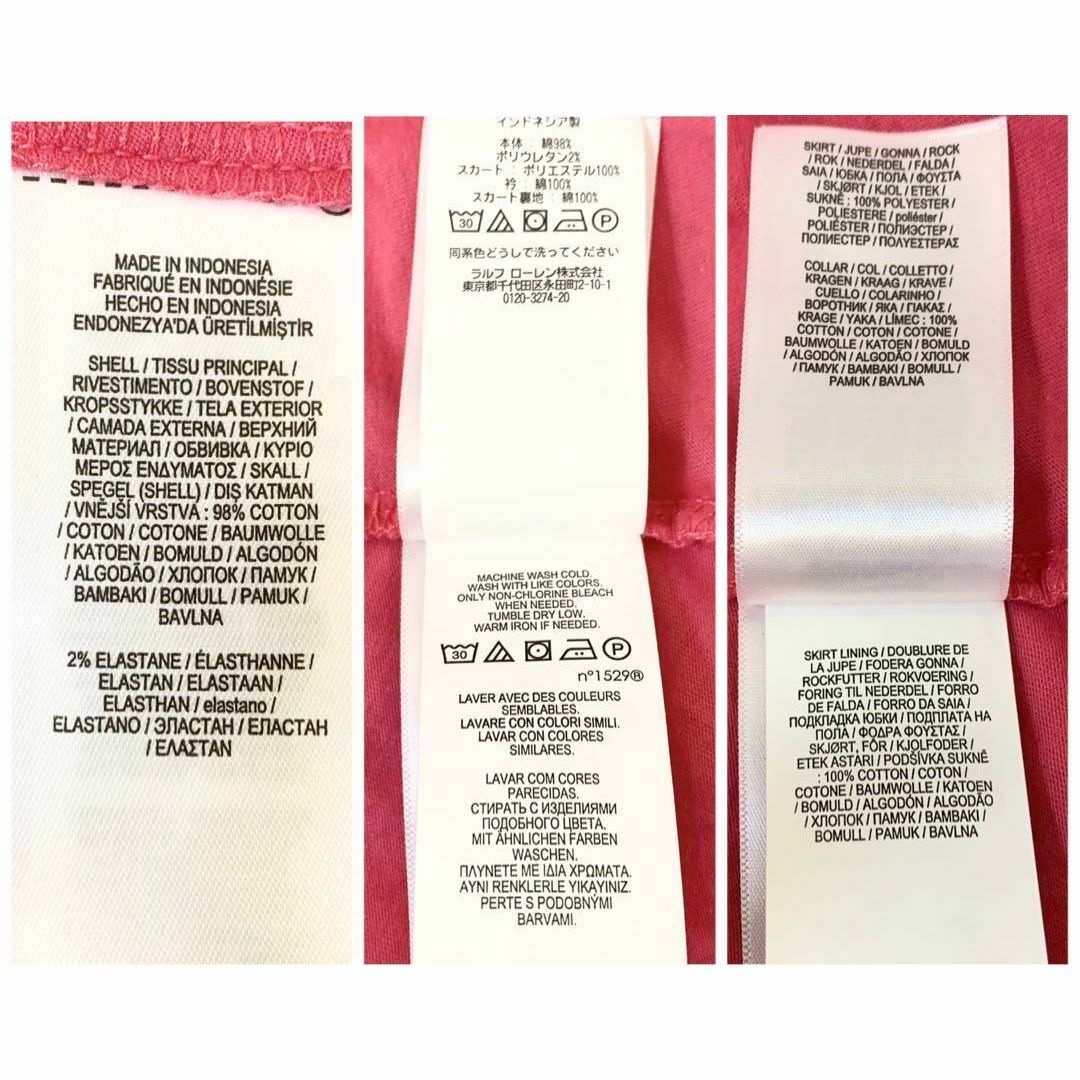 MADE IN INDONESIA
FABRIQUÉ EN INDONÉSIE
HECHO EN INDONESIA
ENDONEZYA'DA ÜRETİLMİŞTİR
SHELL / TISSU PRINCIPAL /
RIVESTIMENTO / BOVENSTOF /
KROPSSTYKKE / TELA EXTERIOR
/ CAMADA EXTERNA / ВЕРХНИЙ
МАТЕРИАЛ / ОБВИВКА / ΚΥΡΙΟ
ΜΕΡΟΣ ΕΝΔΥΜΑΤΟΣ / SKALL /
SPEGEL (SHELL) / DIŞ KATMAN
/ VNĚJŠÍ VRSTVA : 98% COTTON
/ COTON / COTONE / BAUMWOLLE
/ KATOEN / BOMULD / ALGODÓN
/ ALGODÃO / ХЛОПОК / ПАМУК /
ΒΑΜΒΑΚΙ / BOMULL / PAMUK /
BAVLNA
2% ELASTANE / ÉLASTHANNE /
ELASTAN / ELASTAAN /
ELASTHAN / elastano /
ELASTANO / ЭЛАСТАН / ЕЛАСТАН
/ ΕΛΑΣΤΑΝ
インドネシア製
本体 : 綿98%
ポリウレタン2%
スカート : ポリエステル100%
衿 : 綿100%
スカート裏地 : 綿100%
30 P
同系色どうしで洗ってください
ラルフ ローレン株式会社
東京都千代田区永田町2-10-1
0120-3274-20
MACHINE WASH COLD.
WASH WITH LIKE COLORS.
ONLY NON-CHLORINE BLEACH
WHEN NEEDED.
TUMBLE DRY LOW.
WARM IRON IF NEEDED.
30 P
nº1529®
LAVER AVEC DES COULEURS
SEMBLABLES.
LAVARE CON COLORI SIMILI.
LAVAR CON COLORES
SIMILARES.
LAVAR COM CORES
PARECIDAS.
СТИРАТЬ С ИЗДЕЛИЯМИ
ПОДОБНОГО ЦВЕТА.
MIT ÄHNLICHEN FARBEN
WASCHEN.
ΠΛΥΝΕΤΕ ΜΕ ΙΔΙΑ ΧΡΩΜΑΤΑ.
AYNI RENKLERLE YIKAYINIZ.
PERTE S PODOBNÝMI
BARVAMI.
SKIRT / JUPE / GONNA / ROCK
/ ROK / NEDERDEL / FALDA /
SAIA / ЮБКА / ПОЛА / ΦΟΥΣΤΑ
/ SKJØRT / KJOL / ETEK /
SUKNĚ : 100% POLYESTER /
POLIESTERE / poliéster /
POLIÉSTER / ПОЛИЭСТЕР /
ПОЛИЕСТЕР / ΠΟΛΥΕΣΤΕΡΑΣ
COLLAR / COL / COLLETTO /
KRAGEN / KRAAG / KRAVE /
CUELLO / COLARINHO /
ВОРОТНИК / ЯКА / ΓΙΑΚΑΣ /
KRAGE / YAKA / LÍMEC : 100%
COTTON / COTON / COTONE /
BAUMWOLLE / KATOEN / BOMULD
/ ALGODÓN / ALGODÃO / ХЛОПОК
/ ПАМУК / ΒΑΜΒΑΚΙ / BOMULL /
PAMUK / BAVLNA
SKIRT LINING / DOUBLURE DE
LA JUPE / FODERA GONNA /
ROCKFUTTER / ROKVOERING /
FORING TIL NEDERDEL / FORRO
DE FALDA / FORRO DA SAIA /
ПОДКЛАДКА ЮБКИ / ПОДПЛАТА НА
ПОЛА / ΦΟΔΡΑ ΦΟΥΣΤΑΣ /
SKJØRT, FÔR / KJOLFODER /
ETEK ASTARI / PODŠÍVKA SUKNĚ
: 100% COTTON / COTON /
COTONE / BAUMWOLLE / KATOEN
/ BOMULD / ALGODÓN / ALGODÃO
/ ХЛОПОК / ПАМУК / ΒΑΜΒΑΚΙ /
BOMULL / PAMUK / BAVLNA